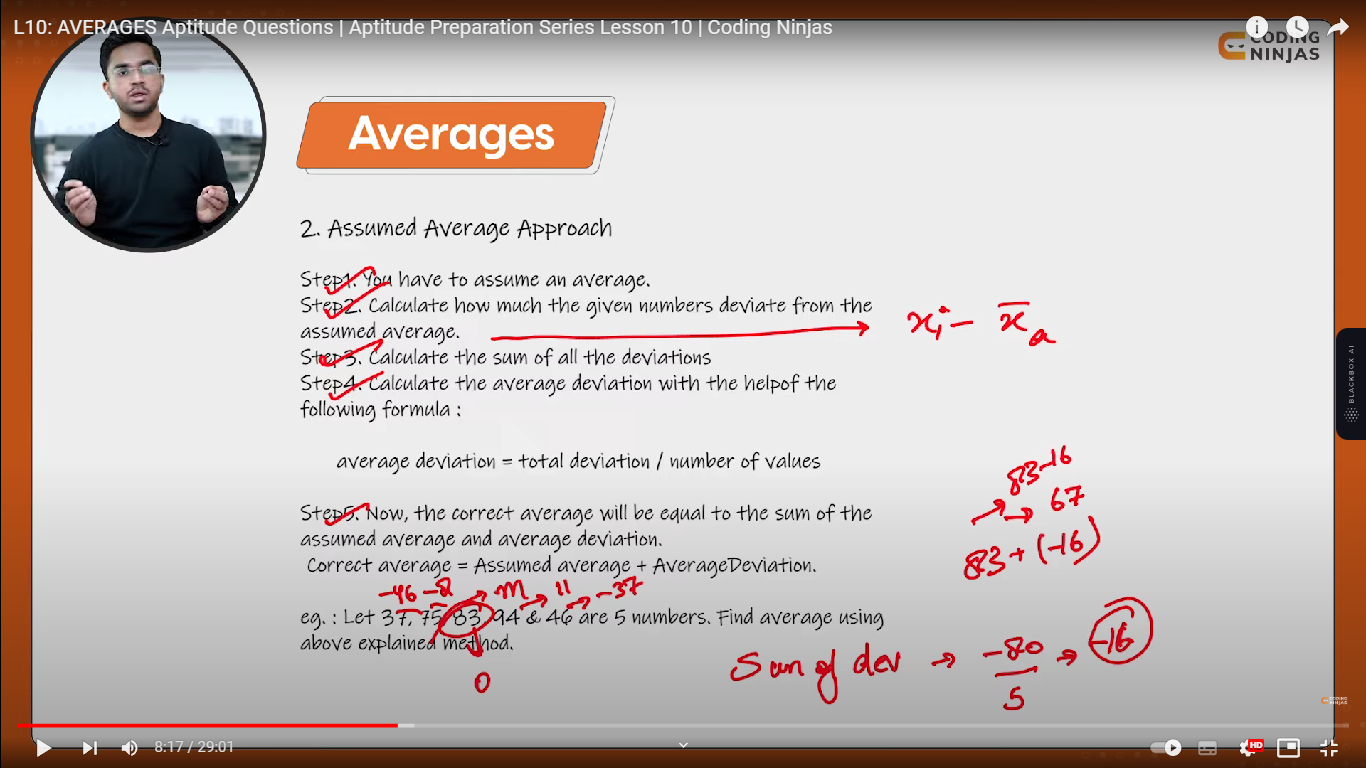 L10: AVERAGES Aptitude Questions | Aptitude Preparation Series Lesson 10 | Coding Ninjas
CODING
NINJAS
Averages
2. Assumed Average Approach
Step1. You have to assume an average.
Step2. Calculate how much the given numbers deviate from the
assumed average.
xi - x̅a
Step3. Calculate the sum of all the deviations
Step4. Calculate the average deviation with the helpof the
following formula :
BLACKBOX AI
average deviation = total deviation / number of values
83-16
67
83 + (-16)
Step5. Now, the correct average will be equal to the sum of the
assumed average and average deviation.
Correct average = Assumed average + AverageDeviation.
-46 -8 → m 11 → -37
eg. : Let 37, 75, 83, 94 & 46 are 5 numbers. Find average using
above explained method.
0
Sum of dev → -80/5 → -16
CODING
NINJAS
8:17 / 29:01
HD